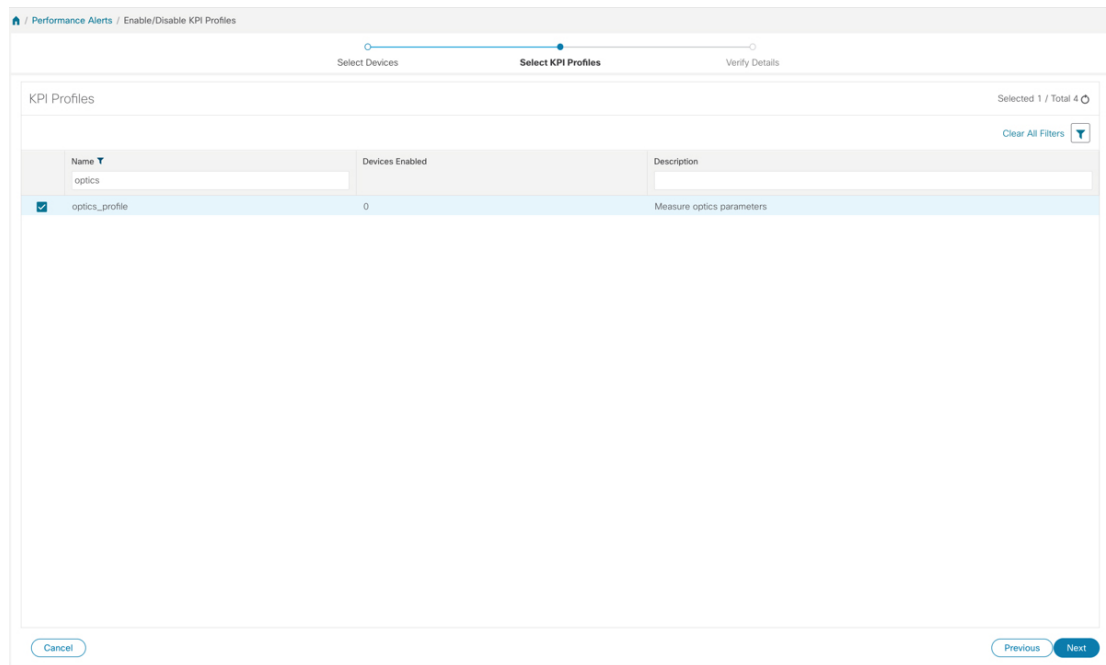 / Performance Alerts / Enable/Disable KPI Profiles
Select Devices Select KPI Profiles Verify Details
KPI Profiles Selected 1 / Total 4
Clear All Filters
Name Devices Enabled Description
optics
optics_profile 0 Measure optics parameters
Cancel Previous Next